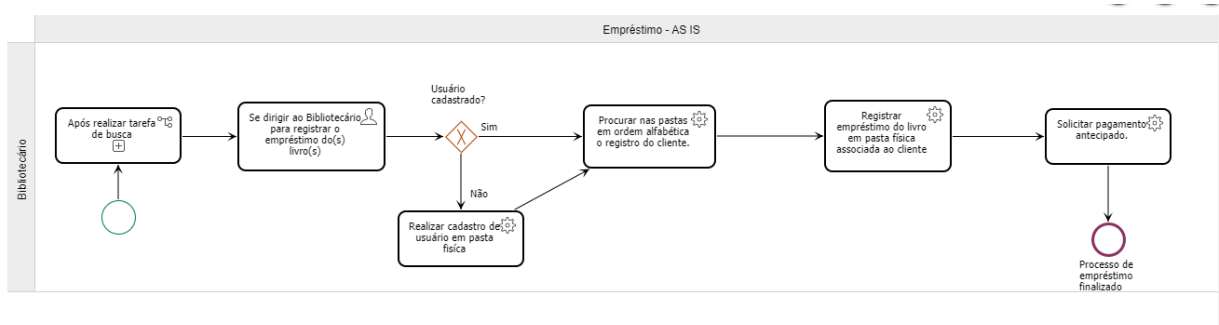 Empréstimo - AS IS
Bibliotecário
Após realizar tarefa
de busca
Se dirigir ao Bibliotecário
para registrar o
empréstimo do(s)
livro(s)
Usuário
cadastrado?
Sim
Não
Realizar cadastro de
usuário em pasta
fisíca
Procurar nas pastas
em ordem alfabética
o registro do cliente.
Registrar
empréstimo do livro
em pasta física
associada ao cliente
Solicitar pagamento
antecipado.
Processo de
empréstimo
finalizado